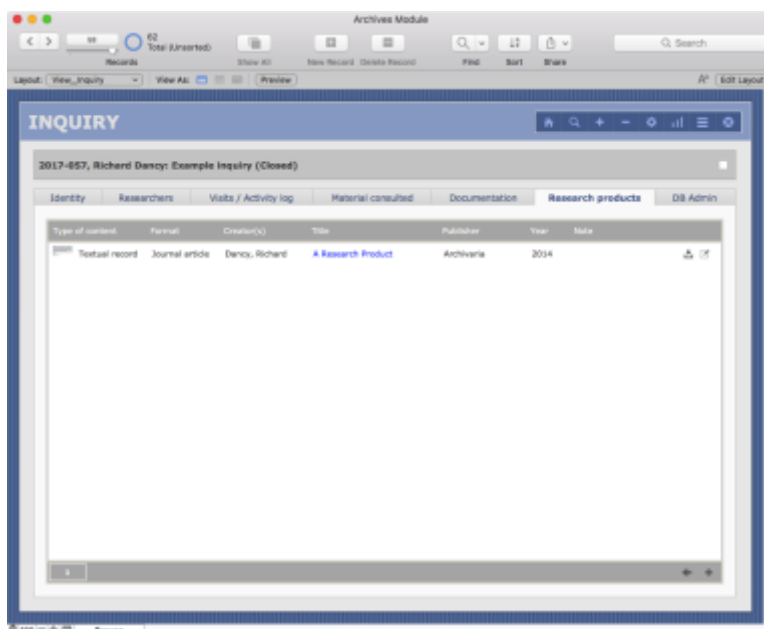 Archives Module
62
Total (Unsorted)
Records
Show All
New Record Delete Record
Find
Sort
Share
Search
Layout: View_Inquiry
View As:
Preview
Edit Layout
INQUIRY
2017-057, Richard Dancy: Example inquiry (Closed)
Identity Researchers Visits / Activity log Material consulted Documentation Research products DB Admin
Type of content Format Creator(s) Title Publisher Year Note
Textual record Journal article Dancy, Richard A Research Product Archivaria 2014